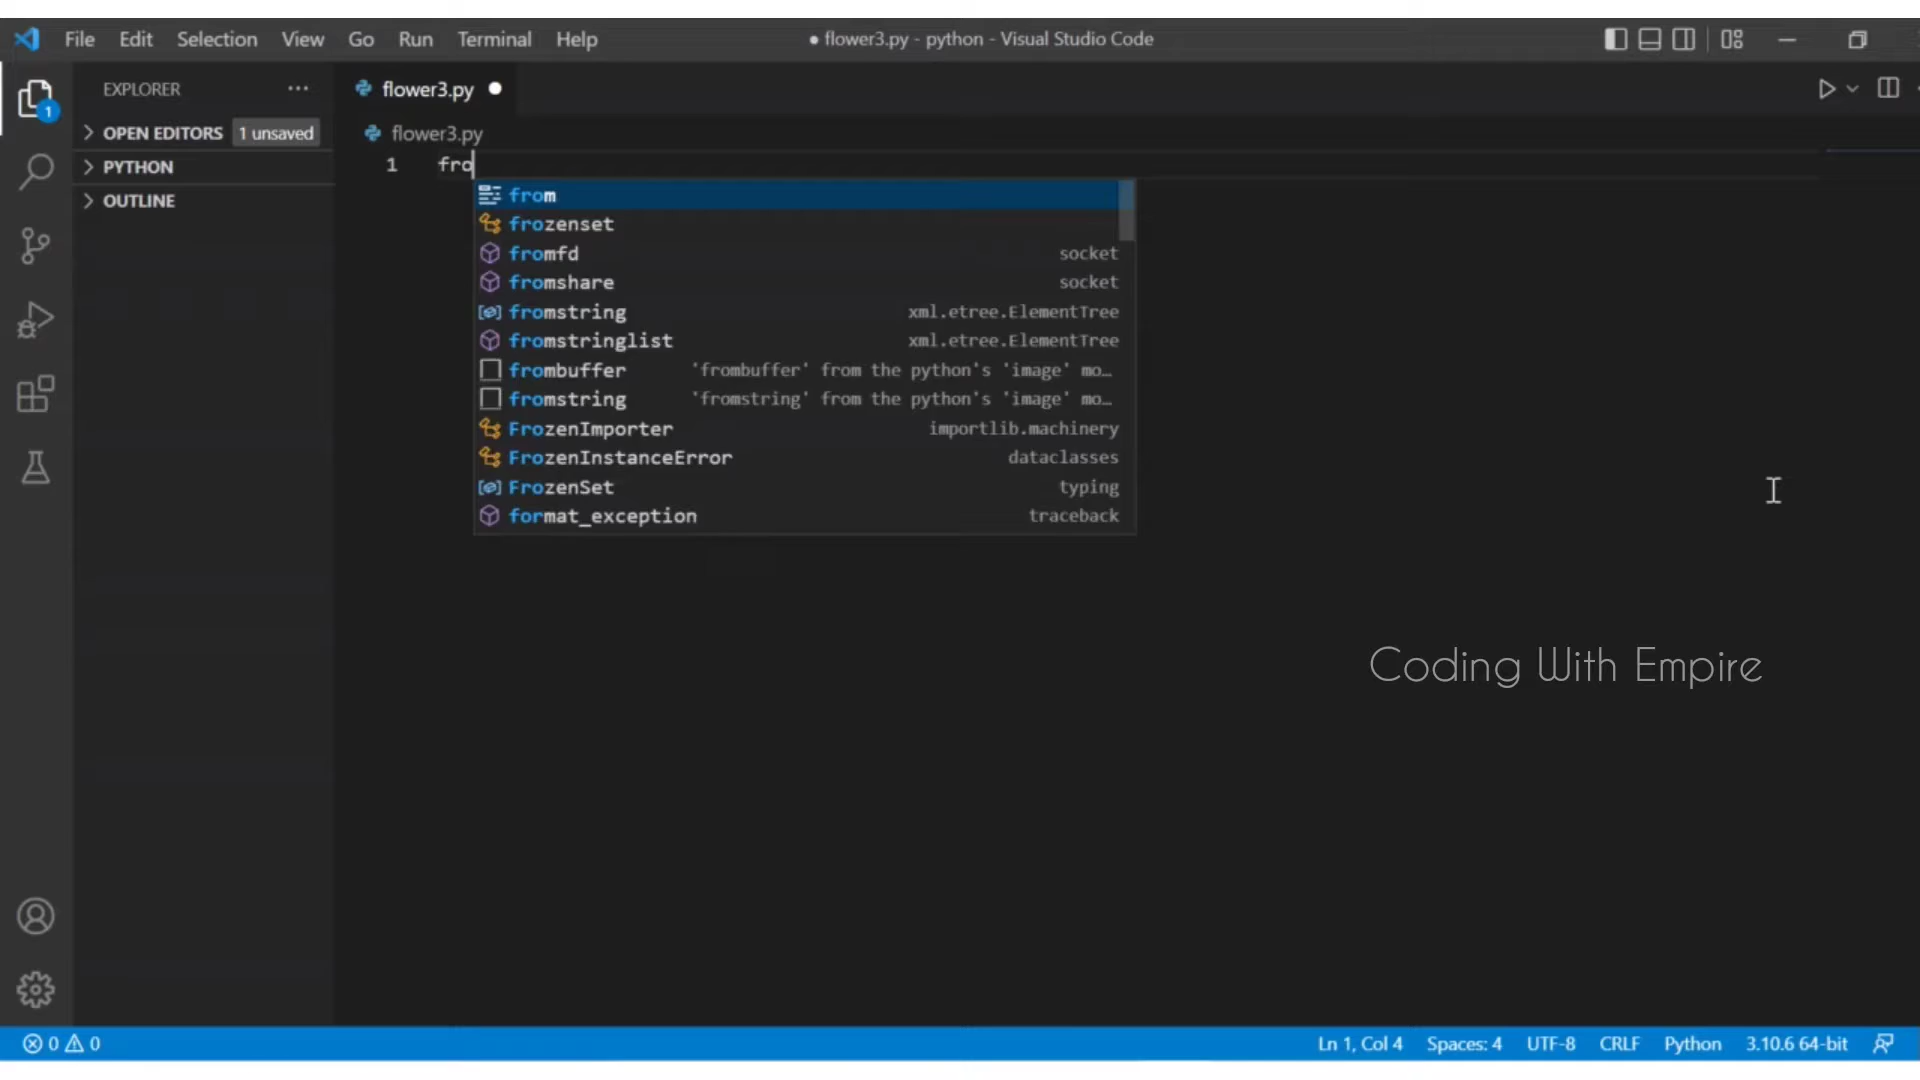 File Edit Selection View Go Run Terminal Help ● flower3.py - python - Visual Studio Code
EXPLORER ···
flower3.py ●
1
OPEN EDITORS 1 unsaved
flower3.py
PYTHON
1 fro
OUTLINE
from
frozenset
fromfd socket
fromshare socket
fromstring xml.etree.ElementTree
fromstringlist xml.etree.ElementTree
frombuffer 'frombuffer' from the python's 'image' mo…
fromstring 'fromstring' from the python's 'image' mo…
FrozenImporter importlib.machinery
FrozenInstanceError dataclasses
FrozenSet typing
format_exception traceback
Coding With Empire
0 0 Ln 1, Col 4 Spaces: 4 UTF-8 CRLF Python 3.10.6 64-bit